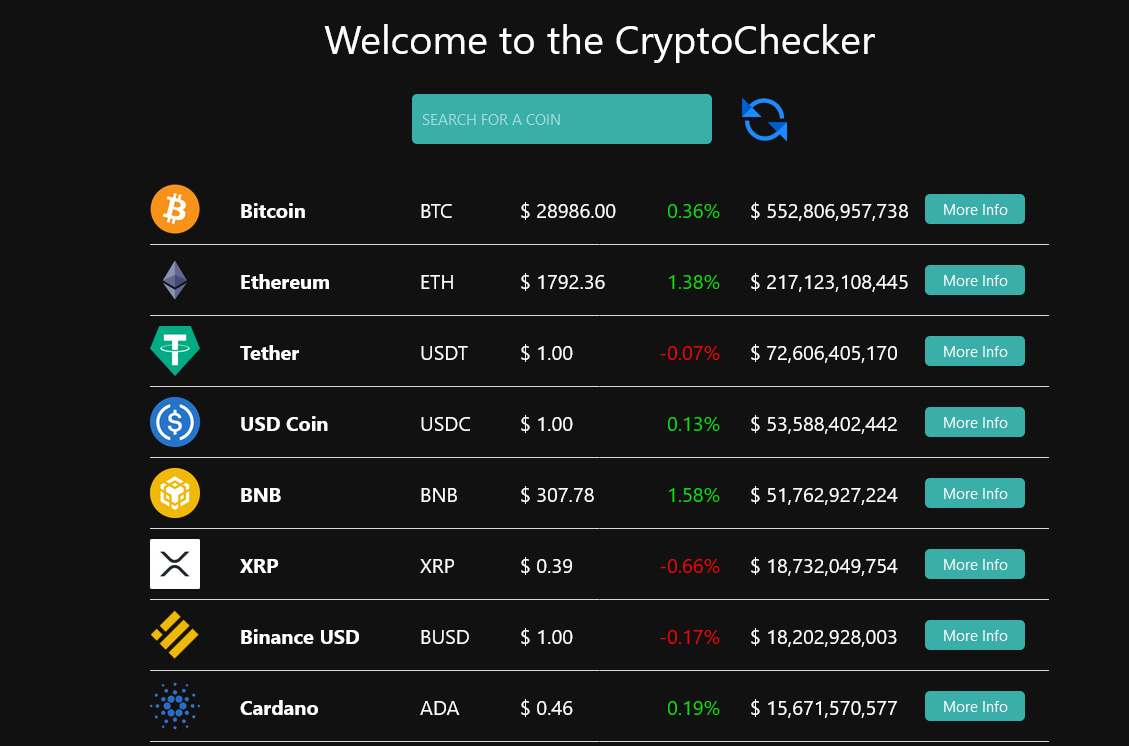 Welcome to the CryptoChecker
SEARCH FOR A COIN
Bitcoin BTC $ 28986.00 0.36% $ 552,806,957,738 More Info
Ethereum ETH $ 1792.36 1.38% $ 217,123,108,445 More Info
Tether USDT $ 1.00 -0.07% $ 72,606,405,170 More Info
USD Coin USDC $ 1.00 0.13% $ 53,588,402,442 More Info
BNB BNB $ 307.78 1.58% $ 51,762,927,224 More Info
XRP XRP $ 0.39 -0.66% $ 18,732,049,754 More Info
Binance USD BUSD $ 1.00 -0.17% $ 18,202,928,003 More Info
Cardano ADA $ 0.46 0.19% $ 15,671,570,577 More Info